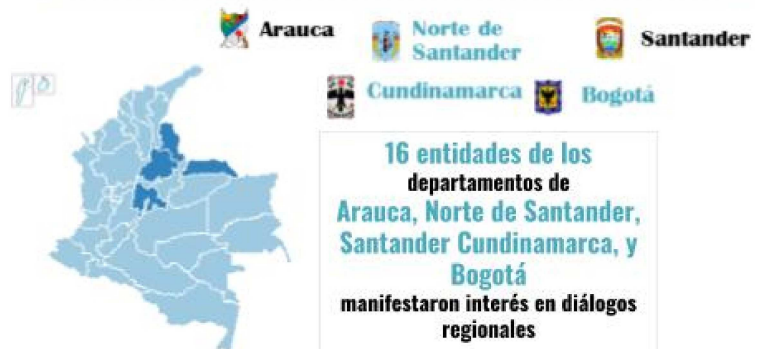 Arauca
Norte de
Santander
Santander
Cundinamarca
Bogotá
16 entidades de los
departamentos de
Arauca, Norte de Santander,
Santander Cundinamarca, y
Bogotá
manifestaron interés en diálogos
regionales